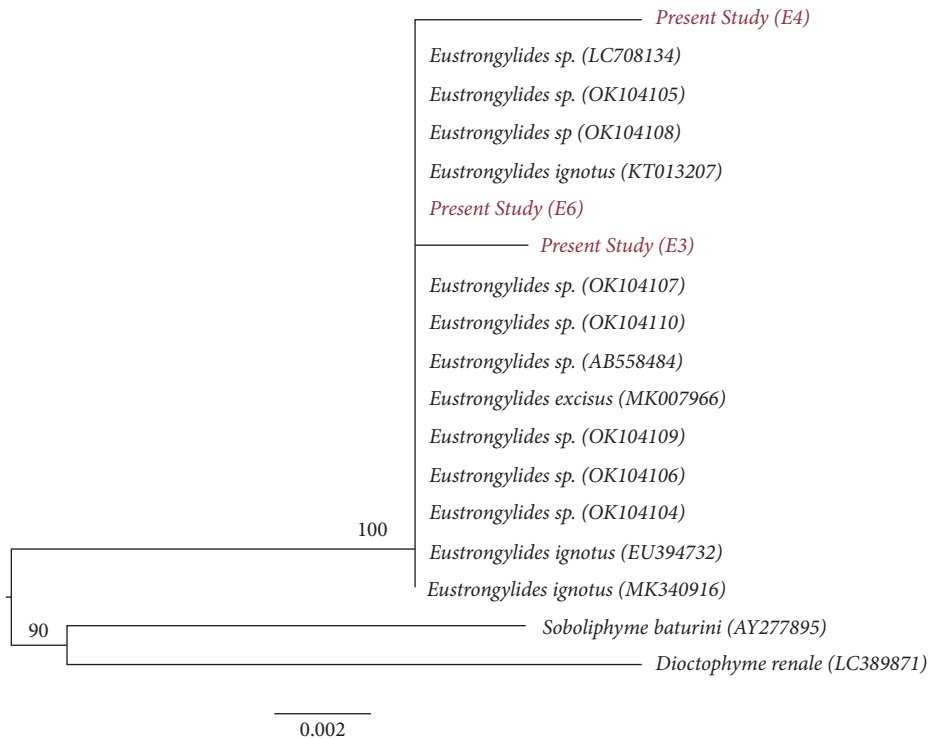 Present Study (E4)
Eustrongylides sp. (LC708134)
Eustrongylides sp. (OK104105)
Eustrongylides sp (OK104108)
Eustrongylides ignotus (KT013207)
Present Study (E6)
Present Study (E3)
Eustrongylides sp. (OK104107)
Eustrongylides sp. (OK104110)
Eustrongylides sp. (AB558484)
Eustrongylides excisus (MK007966)
Eustrongylides sp. (OK104109)
Eustrongylides sp. (OK104106)
Eustrongylides sp. (OK104104)
100
Eustrongylides ignotus (EU394732)
Eustrongylides ignotus (MK340916)
90
Soboliphyme baturini (AY277895)
Dioctophyme renale (LC389871)
0.002